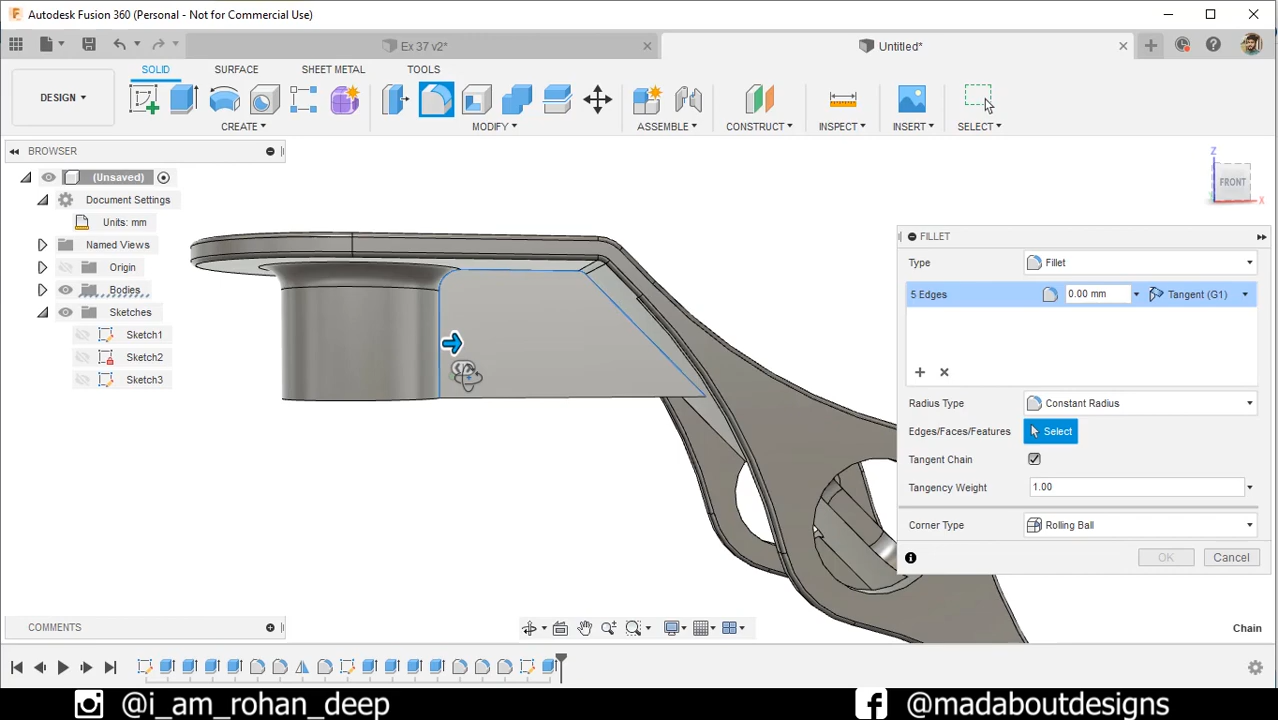 Autodesk Fusion 360 (Personal - Not for Commercial Use)
Ex 37 v2*
Untitled*
DESIGN
SOLID SURFACE SHEET METAL TOOLS
CREATE MODIFY ASSEMBLE CONSTRUCT INSPECT INSERT SELECT
BROWSER
(Unsaved)
Document Settings
Units: mm
Named Views
Origin
Bodies
Sketches
Sketch1
Sketch2
Sketch3
Z
FRONT
X
FILLET
Type Fillet
5 Edges 0.00 mm Tangent (G1)
Radius Type Constant Radius
Edges/Faces/Features Select
Tangent Chain
Tangency Weight 1.00
Corner Type Rolling Ball
OK Cancel
COMMENTS
Chain
@i_am_rohan_deep @madaboutdesigns